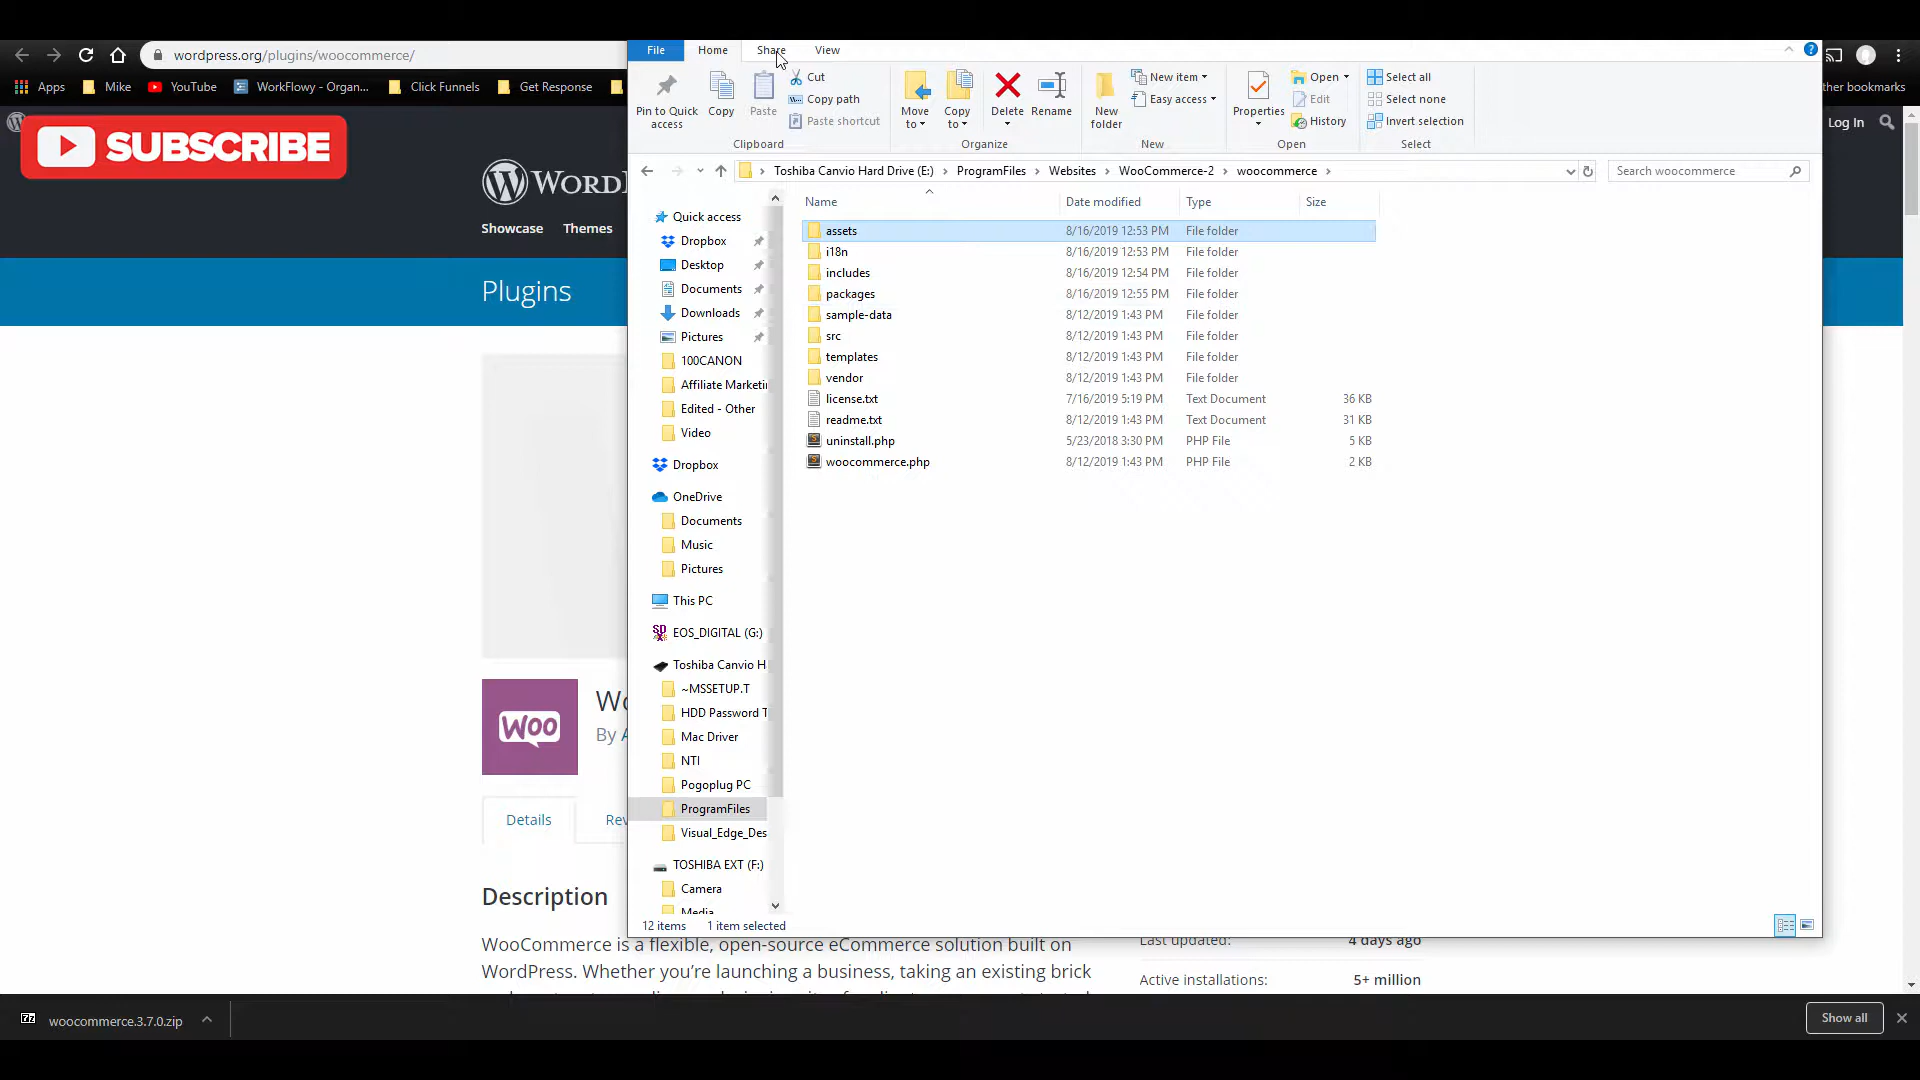 wordpress.org/plugins/woocommerce/
Apps Mike YouTube WorkFlowy - Organ... Click Funnels Get Response
ther bookmarks
SUBSCRIBE
WORD
Log In
Showcase Themes
Plugins
File Home Share View
Pin to Quick access
Copy
Paste
Cut
Copy path
Paste shortcut
Clipboard
Move to
Copy to
Delete
Rename
Organize
New folder
New item
Easy access
New
Properties
Open
Edit
History
Open
Select all
Select none
Invert selection
Select
Toshiba Canvio Hard Drive (E:) ProgramFiles Websites WooCommerce-2 woocommerce
Search woocommerce
Quick access
Dropbox
Desktop
Documents
Downloads
Pictures
100CANON
Affiliate Marketi
Edited - Other
Video
Dropbox
OneDrive
Documents
Music
Pictures
This PC
EOS_DIGITAL (G:)
Toshiba Canvio H
~MSSETUP.T
HDD Password T
Mac Driver
NTI
Pogoplug PC
ProgramFiles
Visual_Edge_Des
TOSHIBA EXT (F:)
Camera
Media
Name Date modified Type Size
assets 8/16/2019 12:53 PM File folder
i18n 8/16/2019 12:53 PM File folder
includes 8/16/2019 12:54 PM File folder
packages 8/16/2019 12:55 PM File folder
sample-data 8/12/2019 1:43 PM File folder
src 8/12/2019 1:43 PM File folder
templates 8/12/2019 1:43 PM File folder
vendor 8/12/2019 1:43 PM File folder
license.txt 7/16/2019 5:19 PM Text Document 36 KB
readme.txt 8/12/2019 1:43 PM Text Document 31 KB
uninstall.php 5/23/2018 3:30 PM PHP File 5 KB
woocommerce.php 8/12/2019 1:43 PM PHP File 2 KB
12 items 1 item selected
WOO
Wo
By A
Details Rev
Description
WooCommerce is a flexible, open-source eCommerce solution built on
WordPress. Whether you're launching a business, taking an existing brick
Last updated: 4 days ago
Active installations: 5+ million
woocommerce.3.7.0.zip
Show all